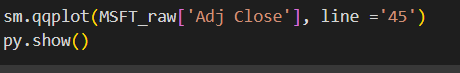 sm.qqplot(MSFT_raw['Adj Close'], line ='45')
py.show()